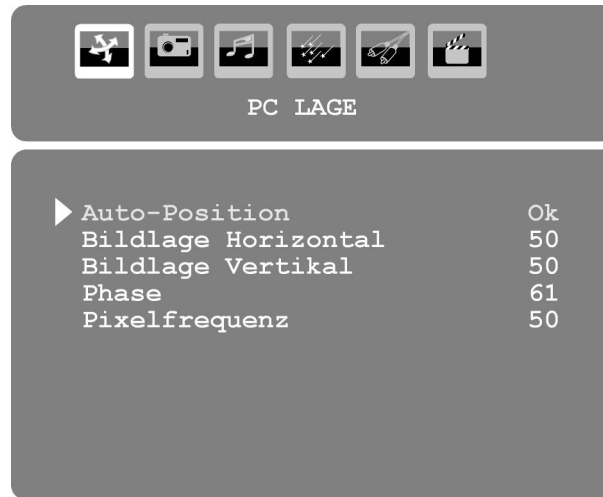 PC LAGE
Auto-Position Ok
Bildlage Horizontal 50
Bildlage Vertikal 50
Phase 61
Pixelfrequenz 50